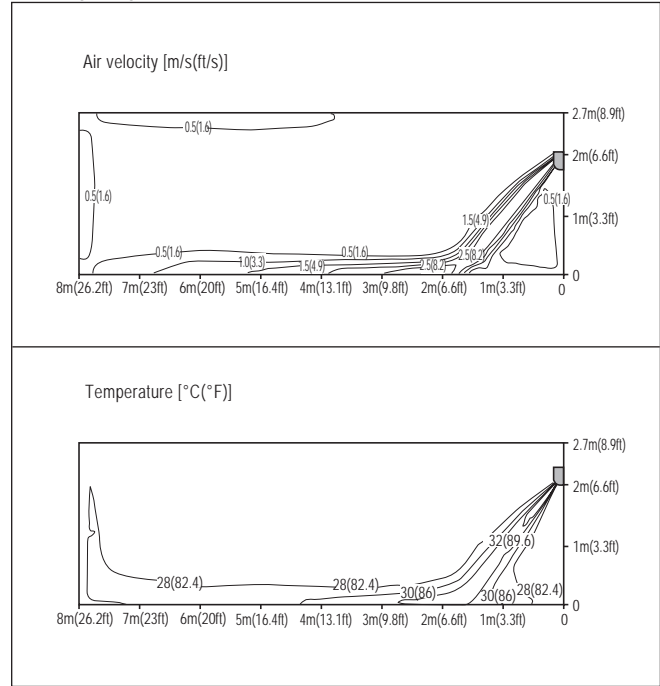 Air velocity [m/s(ft/s)]
2.7m(8.9ft)
0.5(1.6)
2m(6.6ft)
0.5(1.6)
0.5(1.6)
1.5(4.9)
1m(3.3ft)
0.5(1.6)
0.5(1.6)
2.5(8.2)
1.0(3.3)
1.5(4.9)
2.5(8.2)
0
8m(26.2ft)
7m(23ft)
6m(20ft)
5m(16.4ft)
4m(13.1ft)
3m(9.8ft)
2m(6.6ft)
1m(3.3ft)
0
Temperature [°C(°F)]
2.7m(8.9ft)
2m(6.6ft)
32(89.6)
1m(3.3ft)
28(82.4)
28(82.4)
30(86)
30(86)
28(82.4)
0
8m(26.2ft)
7m(23ft)
6m(20ft)
5m(16.4ft)
4m(13.1ft)
3m(9.8ft)
2m(6.6ft)
1m(3.3ft)
0